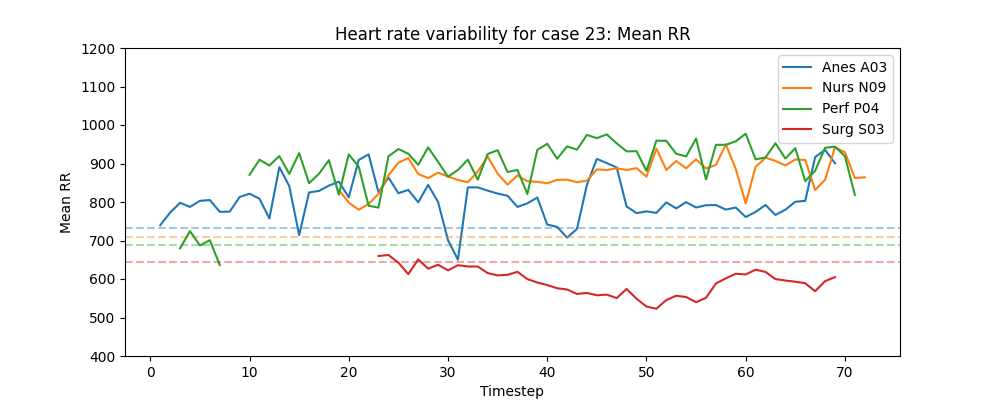 Heart rate variability for case 23: Mean RR
Mean RR
1200
1100
1000
900
800
700
600
500
400
0
10
20
30
40
50
60
70
Timestep
Anes A03
Nurs N09
Perf P04
Surg S03